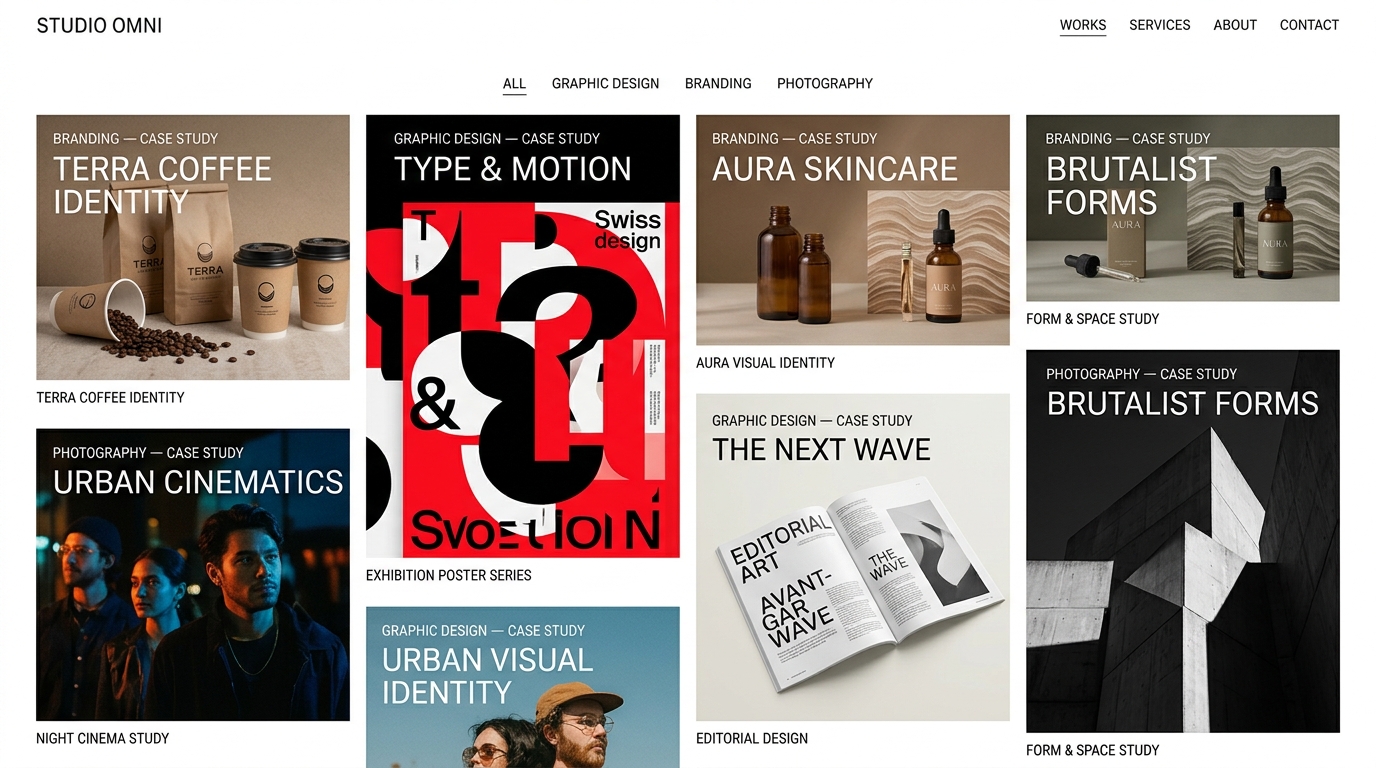 STUDIO OMNI
WORKS SERVICES ABOUT CONTACT
ALL GRAPHIC DESIGN BRANDING PHOTOGRAPHY
BRANDING — CASE STUDY
TERRA COFFEE
IDENTITY
TERRA
TERRA
TERRA COFFEE IDENTITY
PHOTOGRAPHY — CASE STUDY
URBAN CINEMATICS
NIGHT CINEMA STUDY
GRAPHIC DESIGN — CASE STUDY
TYPE & MOTION
T
Swiss
design
t
&
EXHIBITION POSTER SERIES
GRAPHIC DESIGN — CASE STUDY
URBAN VISUAL
IDENTITY
BRANDING — CASE STUDY
AURA SKINCARE
AURA
AURA VISUAL IDENTITY
GRAPHIC DESIGN — CASE STUDY
THE NEXT WAVE
EDITORIAL
ART
AVANT-
GAR
WAVE
THE
WAVE
EDITORIAL DESIGN
BRANDING — CASE STUDY
BRUTALIST
FORMS
AURA
FORM & SPACE STUDY
PHOTOGRAPHY — CASE STUDY
BRUTALIST FORMS
FORM & SPACE STUDY